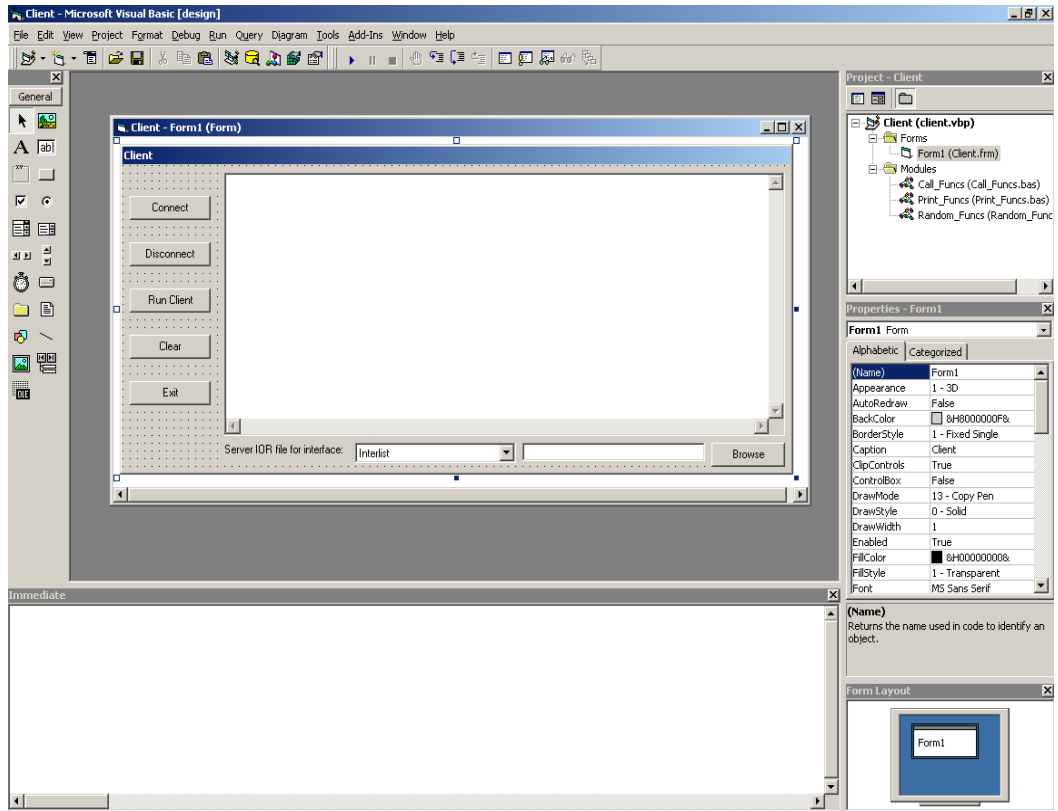 Client - Microsoft Visual Basic [design]
File Edit View Project Format Debug Run Query Diagram Tools Add-Ins Window Help
General
A
ab
xv
OLE
Client - Form1 (Form)
Client
Connect
Disconnect
Run Client
Clear
Exit
Server IOR file for interface:
Interlist
Browse
Immediate
Project - Client
Client (client.vbp)
Forms
Form1 (Client.frm)
Modules
Call_Funcs (Call_Funcs.bas)
Print_Funcs (Print_Funcs.bas)
Random_Funcs (Random_Func
Properties - Form1
Form1 Form
Alphabetic Categorized
(Name) Form1
Appearance 1 - 3D
AutoRedraw False
BackColor &H8000000F&
BorderStyle 1 - Fixed Single
Caption Client
ClipControls True
ControlBox False
DrawMode 13 - Copy Pen
DrawStyle 0 - Solid
DrawWidth 1
Enabled True
FillColor &H00000000&
FillStyle 1 - Transparent
Font MS Sans Serif
(Name)
Returns the name used in code to identify an
object.
Form Layout
Form1